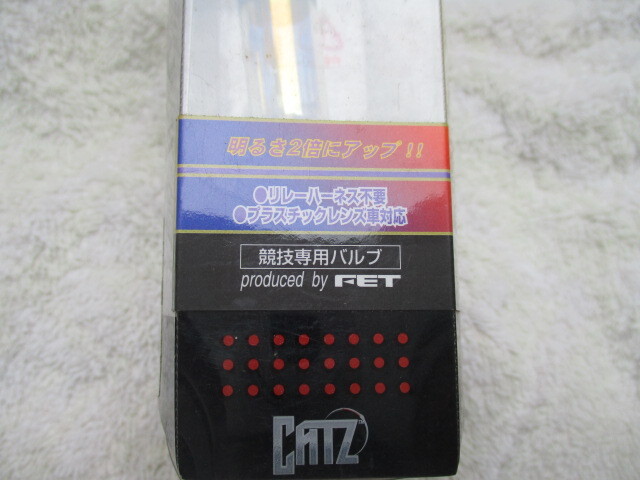 明るさ2倍にアップ!!
●リレーハーネス不要
●プラスチックレンズ車対応
競技専用バルブ
produced by FET
CATZ